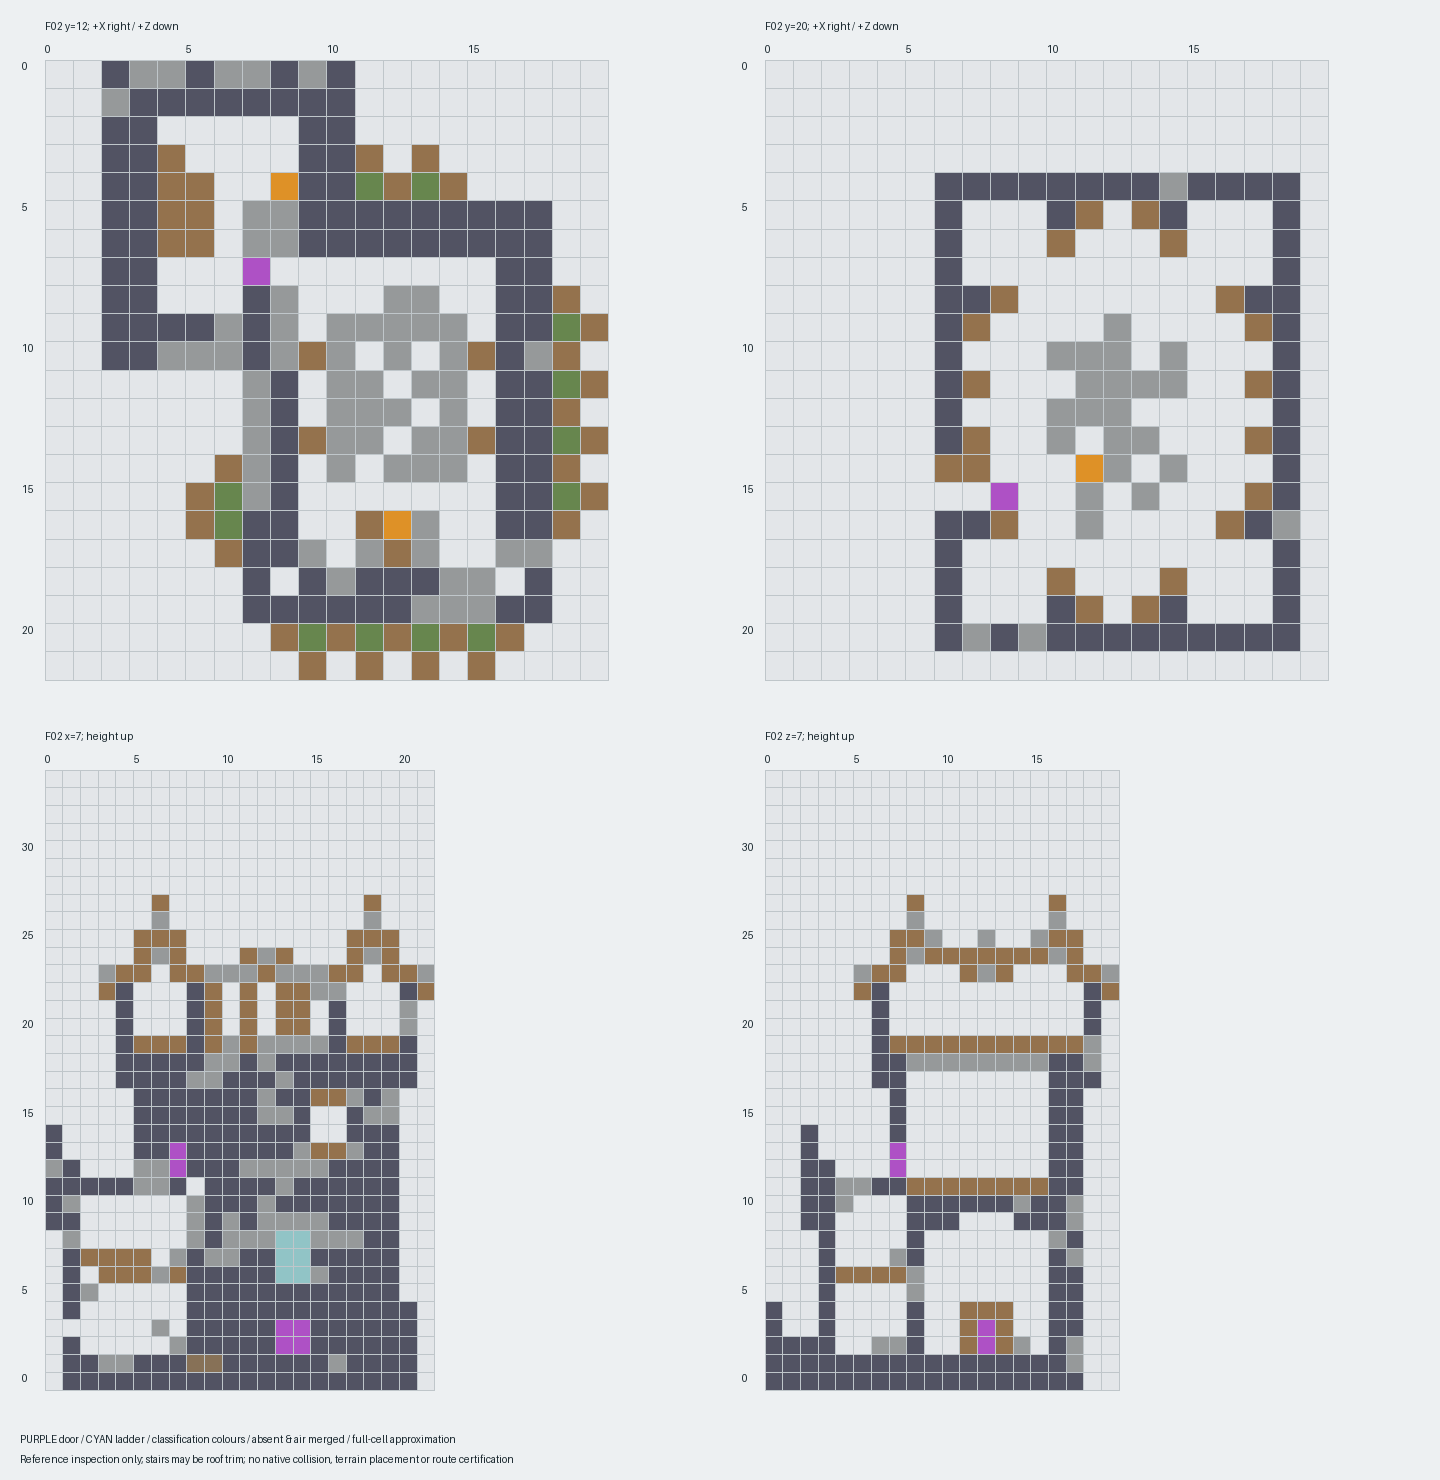 F02 y=12; +X right / +Z down
F02 y=20; +X right / +Z down
0 5 10 15
0 5 10 15
0
5
10
15
20
0
5
10
15
20
F02 x=7; height up
F02 z=7; height up
0 5 10 15 20
0 5 10 15
30
25
20
15
10
5
0
30
25
20
15
10
5
0
PURPLE door / CYAN ladder / classification colours / absent & air merged / full-cell approximation
Reference inspection only; stairs may be roof trim; no native collision, terrain placement or route certification